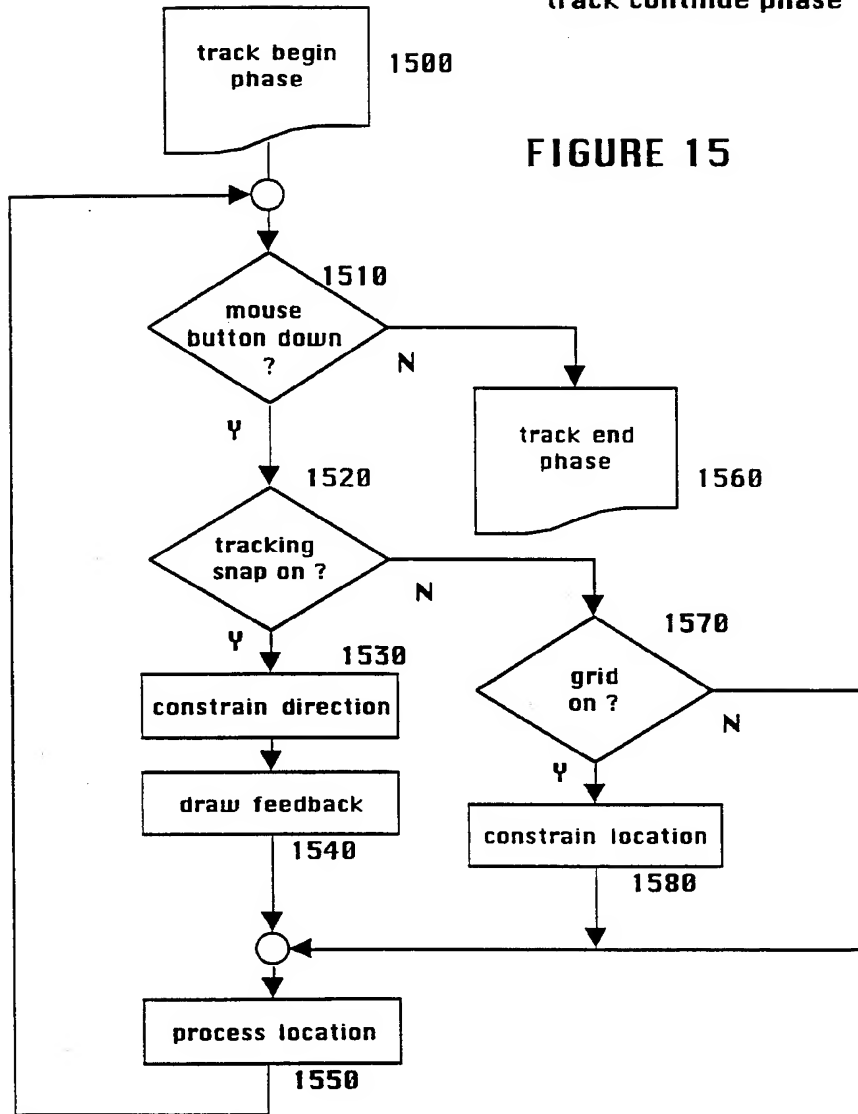 track continue phase
track begin
phase
1500
FIGURE 15
1510
mouse
button down
?
N
Y
track end
phase
1560
1520
tracking
snap on ?
N
Y
1570
grid
on ?
N
Y
1530
constrain direction
draw feedback
1540
constrain location
1580
process location
1550